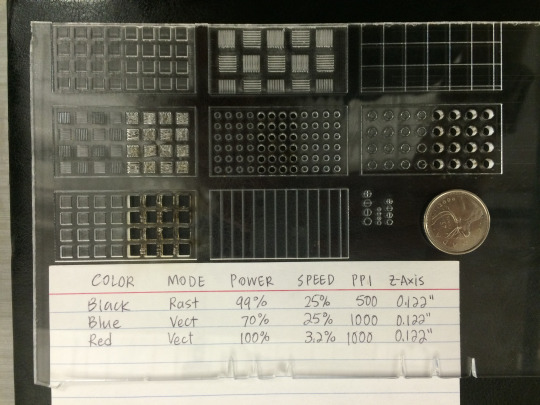 COLOR MODE POWER SPEED PPI Z-Axis
Black Rast 99% 25% 500 0.122"
Blue Vect 70% 25% 1000 0.122"
Red Vect 100% 3.2% 1000 0.122"